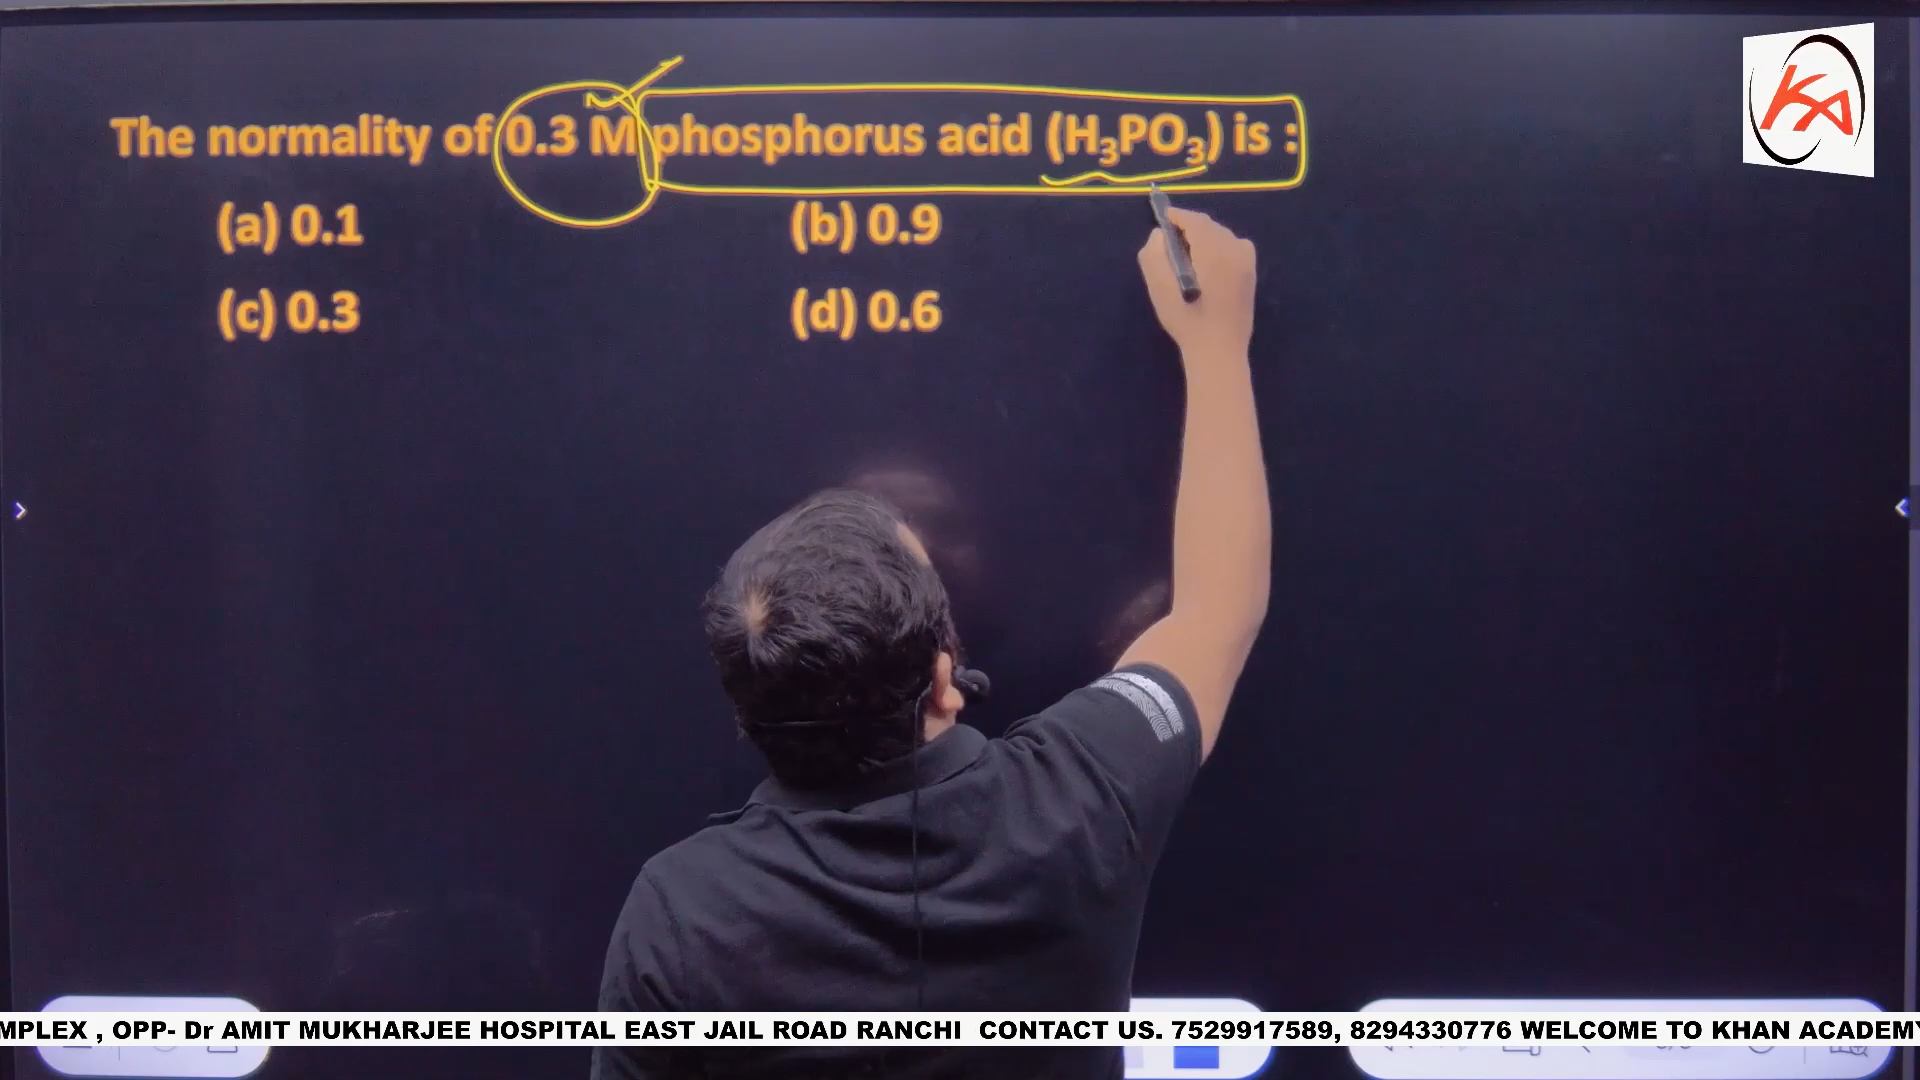 The normality of 0.3 M phosphorus acid (H₃PO₃) is :
(a) 0.1 (b) 0.9
(c) 0.3 (d) 0.6
KA
MPLEX , OPP- Dr AMIT MUKHARJEE HOSPITAL EAST JAIL ROAD RANCHI CONTACT US. 7529917589, 8294330776 WELCOME TO KHAN ACADEMY